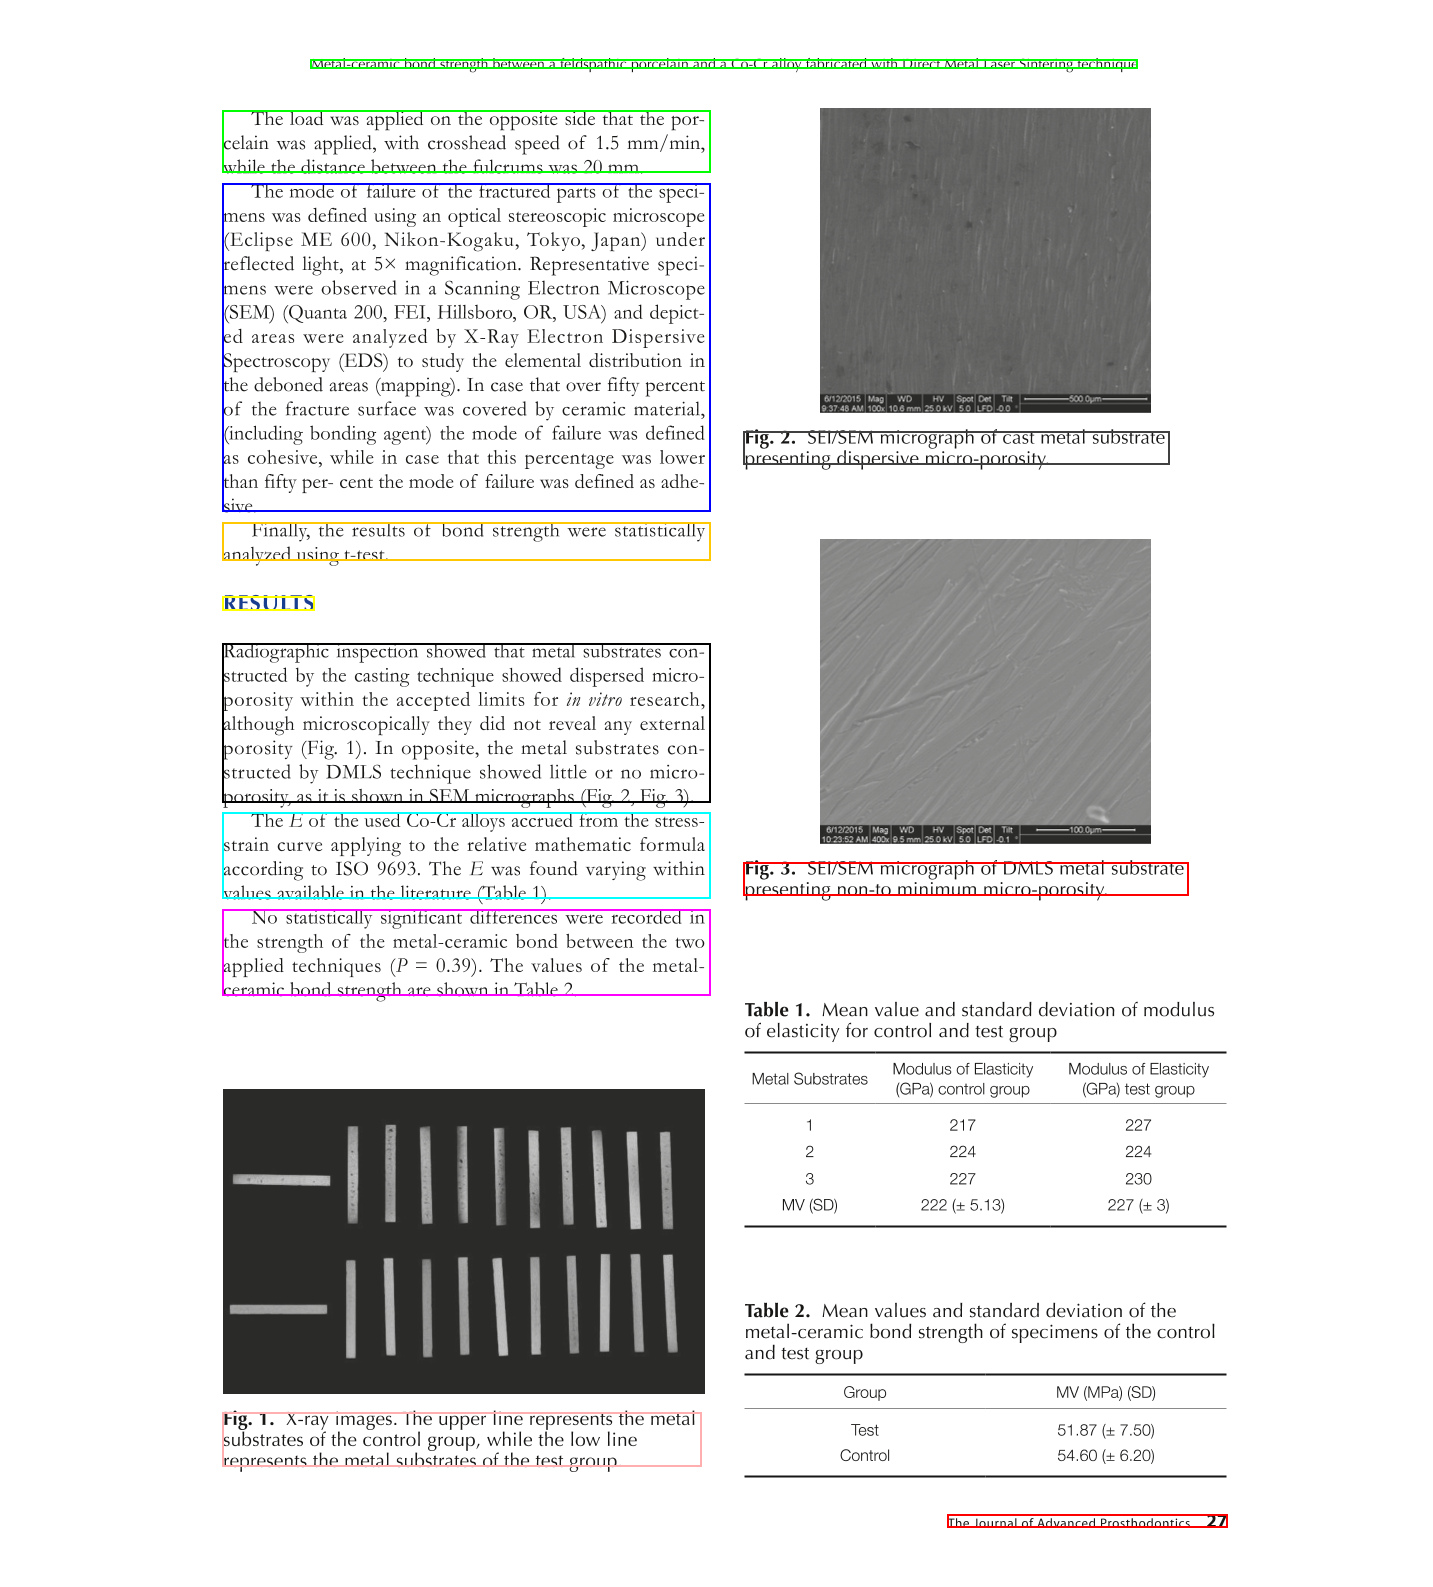 Metal-ceramic bond strength between a feldspathic porcelain and a Co-Cr alloy fabricated with Direct Metal Laser Sintering technique
The load was applied on the opposite side that the por-
celain was applied, with crosshead speed of 1.5 mm/min,
while the distance between the fulcrums was 20 mm.
The mode of failure of the fractured parts of the speci-
mens was defined using an optical stereoscopic microscope
(Eclipse ME 600, Nikon-Kogaku, Tokyo, Japan) under
reflected light, at 5× magnification. Representative speci-
mens were observed in a Scanning Electron Microscope
(SEM) (Quanta 200, FEI, Hillsboro, OR, USA) and depict-
ed areas were analyzed by X-Ray Electron Dispersive
Spectroscopy (EDS) to study the elemental distribution in
the deboned areas (mapping). In case that over fifty percent
of the fracture surface was covered by ceramic material,
(including bonding agent) the mode of failure was defined
as cohesive, while in case that this percentage was lower
than fifty per- cent the mode of failure was defined as adhe-
sive.
Finally, the results of bond strength were statistically
analyzed using t-test.
RESULTS
Radiographic inspection showed that metal substrates con-
structed by the casting technique showed dispersed micro-
porosity within the accepted limits for in vitro research,
although microscopically they did not reveal any external
porosity (Fig. 1). In opposite, the metal substrates con-
structed by DMLS technique showed little or no micro-
porosity, as it is shown in SEM micrographs (Fig. 2, Fig. 3).
The E of the used Co-Cr alloys accrued from the stress-
strain curve applying to the relative mathematic formula
according to ISO 9693. The E was found varying within
values available in the literature (Table 1).
No statistically significant differences were recorded in
the strength of the metal-ceramic bond between the two
applied techniques (P = 0.39). The values of the metal-
ceramic bond strength are shown in Table 2.
Fig. 1. X-ray images. The upper line represents the metal
substrates of the control group, while the low line
represents the metal substrates of the test group.
6/12/2015 Mag WD HV Spot Det Tilt 500.0µm
9:37:48 AM 100x 10.6 mm 25.0 kV 5.0 LFD -0.0 °
Fig. 2. SEI/SEM micrograph of cast metal substrate
presenting dispersive micro-porosity.
6/12/2015 Mag WD HV Spot Det Tilt 100.0µm
10:23:52 AM 400x 9.5 mm 25.0 kV 5.0 LFD -0.1 °
Fig. 3. SEI/SEM micrograph of DMLS metal substrate
presenting non-to minimum micro-porosity.
Table 1. Mean value and standard deviation of modulus
of elasticity for control and test group
Metal Substrates Modulus of Elasticity (GPa) control group Modulus of Elasticity (GPa) test group
1 217 227
2 224 224
3 227 230
MV (SD) 222 (± 5.13) 227 (± 3)
Table 2. Mean values and standard deviation of the
metal-ceramic bond strength of specimens of the control
and test group
Group MV (MPa) (SD)
Test 51.87 (± 7.50)
Control 54.60 (± 6.20)
The Journal of Advanced Prosthodontics 27